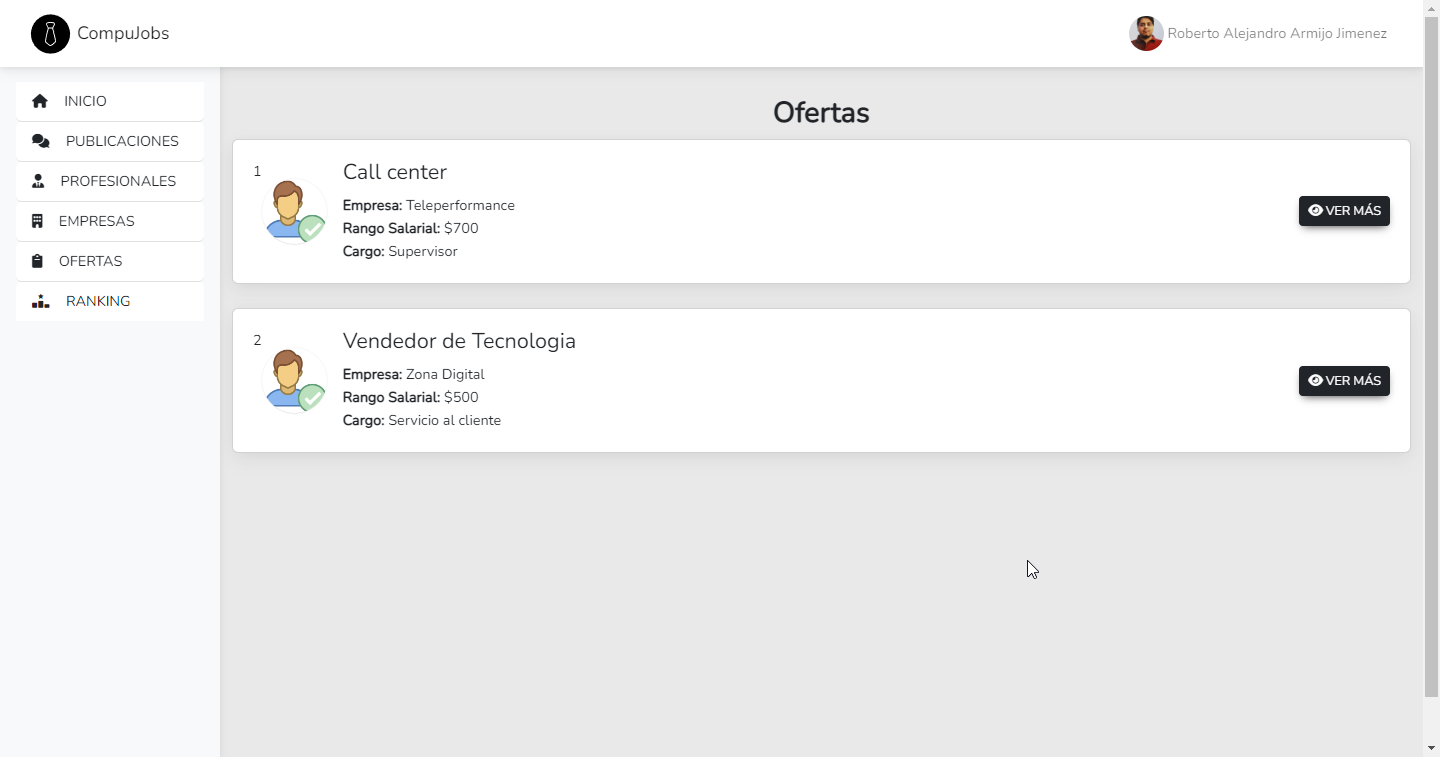 CompuJobs
Roberto Alejandro Armijo Jimenez
INICIO
PUBLICACIONES
PROFESIONALES
EMPRESAS
OFERTAS
RANKING
Ofertas
1
Call center
Empresa: Teleperformance
Rango Salarial: $700
Cargo: Supervisor
VER MÁS
2
Vendedor de Tecnologia
Empresa: Zona Digital
Rango Salarial: $500
Cargo: Servicio al cliente
VER MÁS